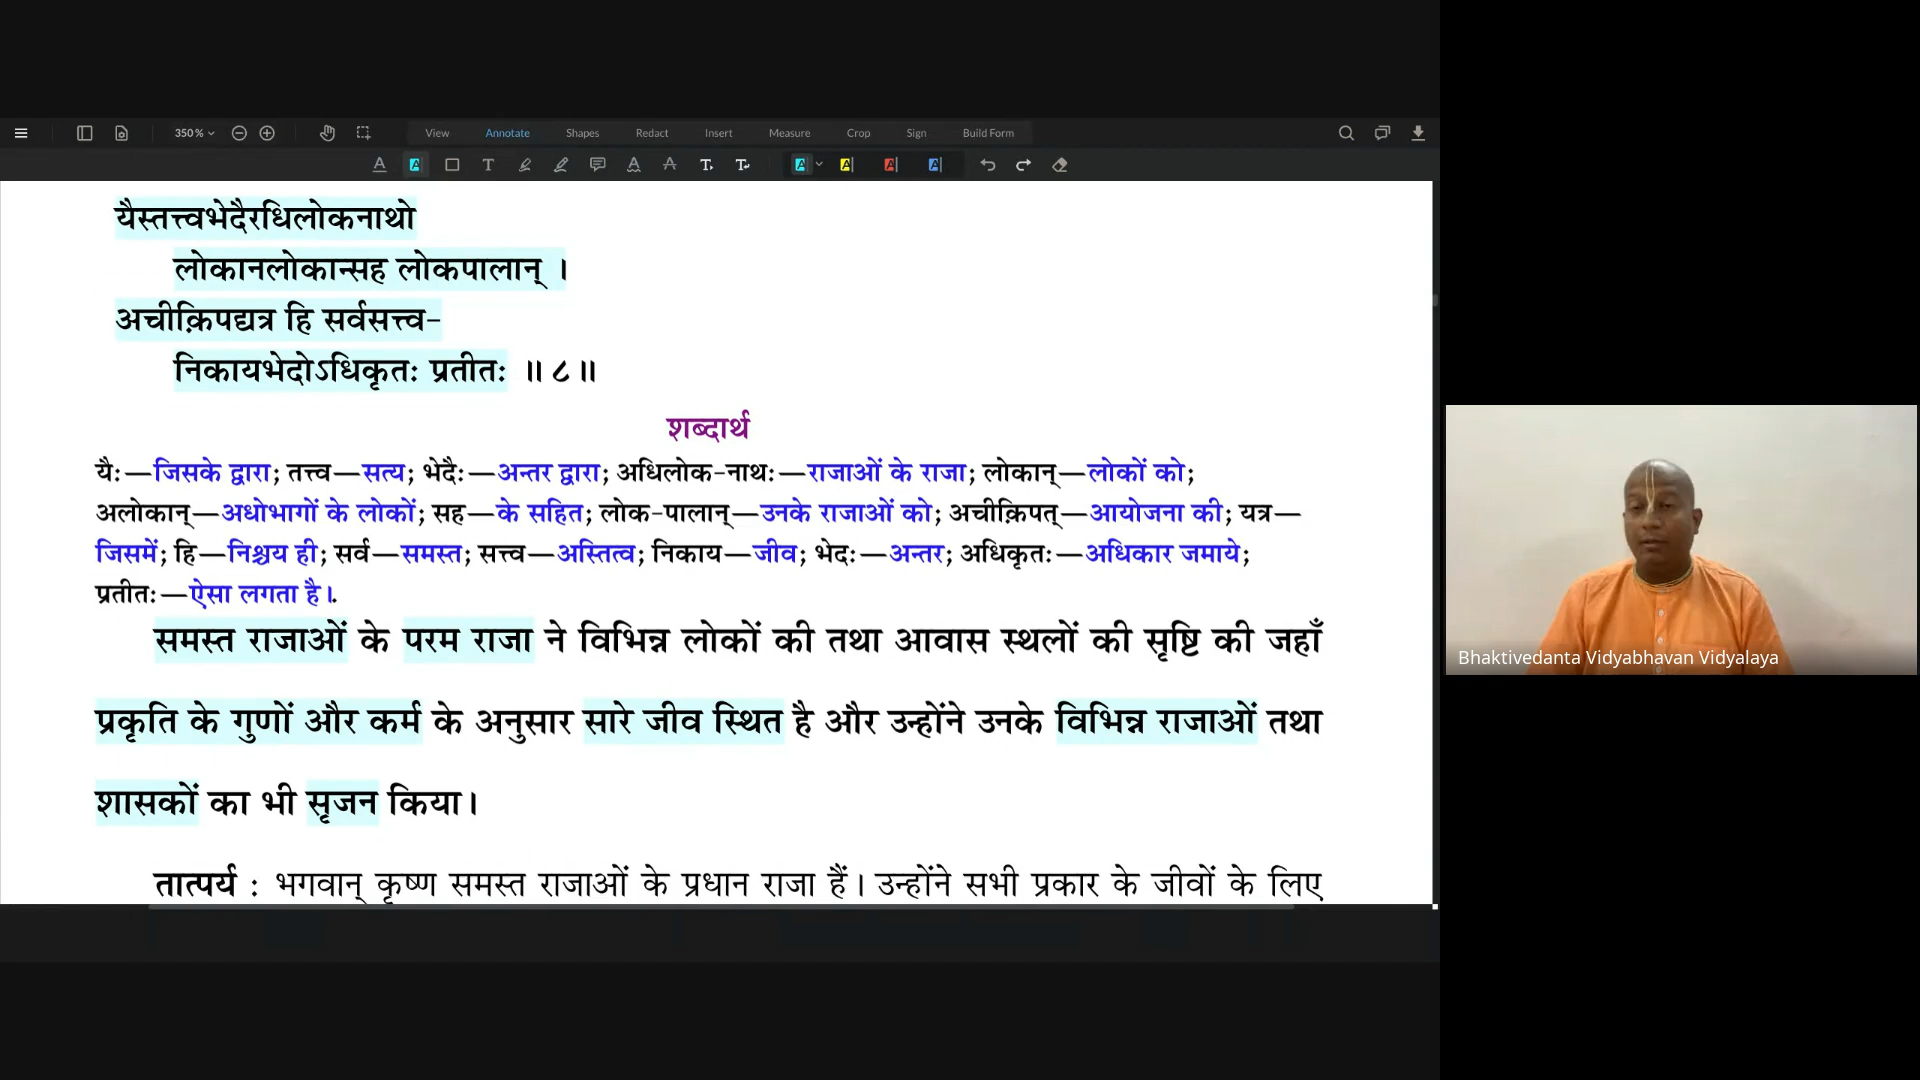 350%
View Annotate Shapes Redact Insert Measure Crop Sign Build Form
यैस्तत्त्वभेदैरधिलोकनाथो
लोकानलोकान्सह लोकपालान् ।
अचीक़िपद्यत्र हि सर्वसत्त्व-
निकायभेदोऽधिकृतः प्रतीतः ॥ ८ ॥
शब्दार्थ
यैः—जिसके द्वारा; तत्त्व—सत्य; भेदैः—अन्तर द्वारा; अधिलोक-नाथः—राजाओं के राजा; लोकान्—लोकों को;
अलोकान्—अधोभागों के लोकों; सह—के सहित; लोक-पालान्—उनके राजाओं को; अचीक़िपत्—आयोजना की; यत्र—
जिसमें; हि—निश्चय ही; सर्व—समस्त; सत्त्व—अस्तित्व; निकाय—जीव; भेदः—अन्तर; अधिकृतः—अधिकार जमाये;
प्रतीतः—ऐसा लगता है।.
समस्त राजाओं के परम राजा ने विभिन्न लोकों की तथा आवास स्थलों की सृष्टि की जहाँ
प्रकृति के गुणों और कर्म के अनुसार सारे जीव स्थित है और उन्होंने उनके विभिन्न राजाओं तथा
शासकों का भी सृजन किया।
तात्पर्य : भगवान् कृष्ण समस्त राजाओं के प्रधान राजा हैं। उन्होंने सभी प्रकार के जीवों के लिए
Bhaktivedanta Vidyabhavan Vidyalaya